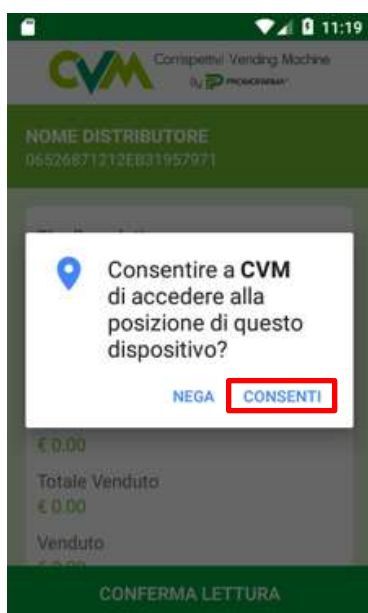 11:19
CVM Corrispettivi Vending Machine
By PROMOFARMA
NOME DISTRIBUTORE
06526871212EB31957971
Consentire a CVM
di accedere alla
posizione di questo
dispositivo?
NEGA CONSENTI
€ 0.00
Totale Venduto
€ 0.00
Venduto
CONFERMA LETTURA